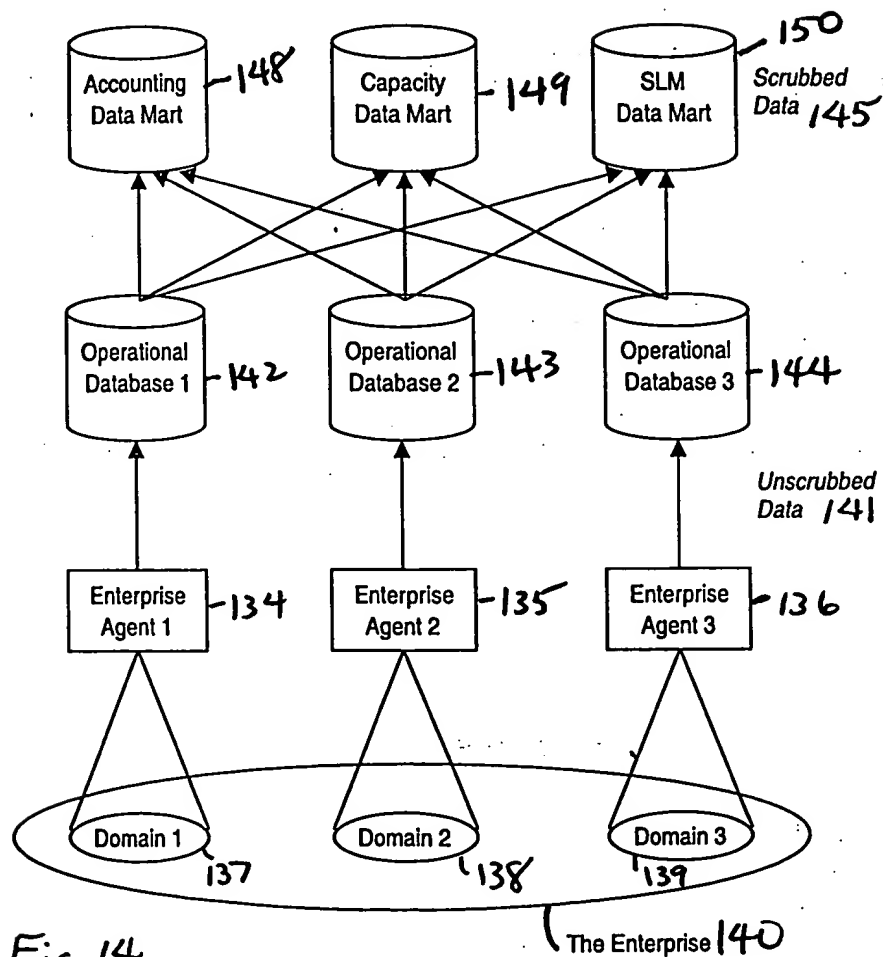 Accounting
Data Mart
148
Capacity
Data Mart
149
SLM
Data Mart
150
Scrubbed
Data 145
Operational
Database 1
142
Operational
Database 2
143
Operational
Database 3
144
Unscrubbed
Data 141
Enterprise
Agent 1
134
Enterprise
Agent 2
135
Enterprise
Agent 3
136
Domain 1
137
Domain 2
138
Domain 3
139
The Enterprise 140
Fig. 14